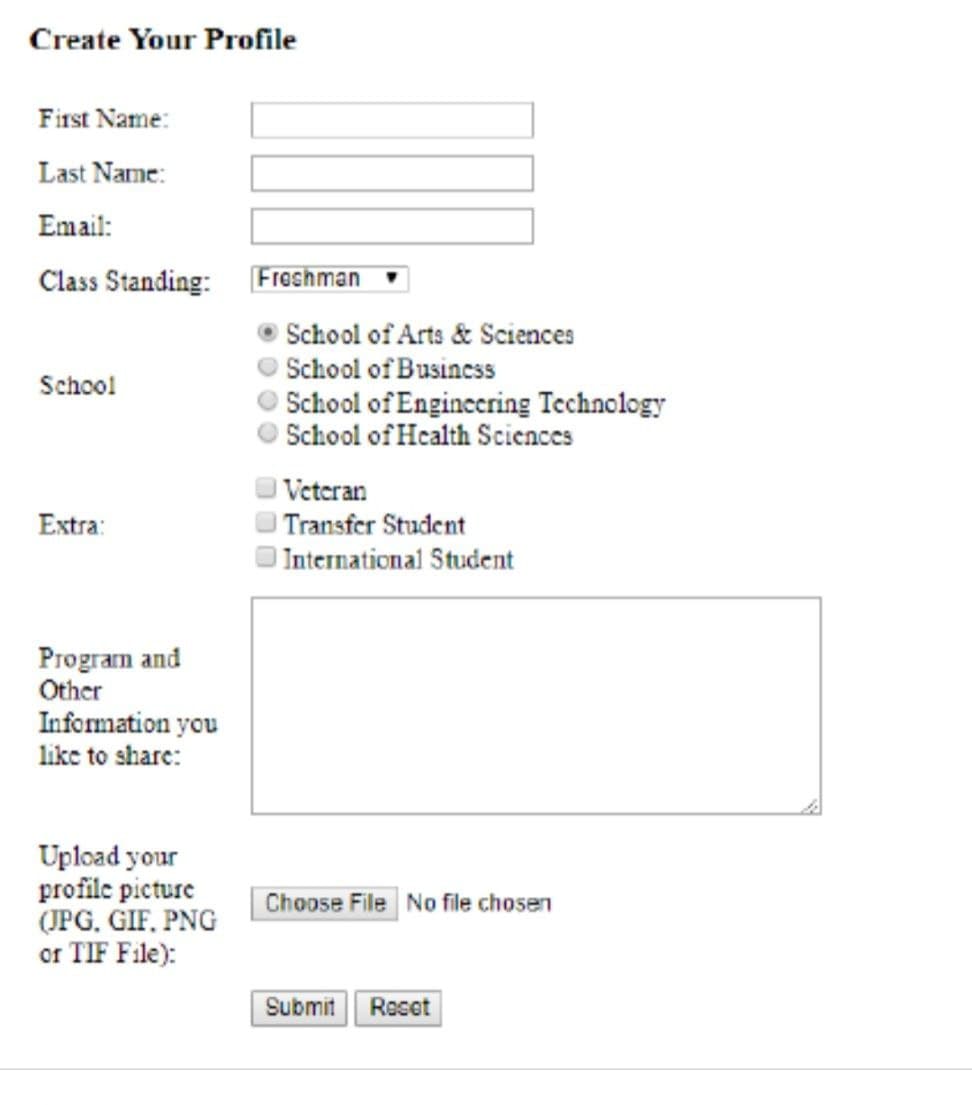 Create Your Profile
First Name:
Last Name:
Email:
Class Standing: Freshman
School of Arts & Sciences
School of Business
School
School of Engineering Technology
School of Health Sciences
Veteran
Extra: Transfer Student
International Student
Program and
Other
Information you
like to share:
Upload your
profile picture
(JPG, GIF, PNG
or TIF File):
Choose File No file chosen
Submit Reset